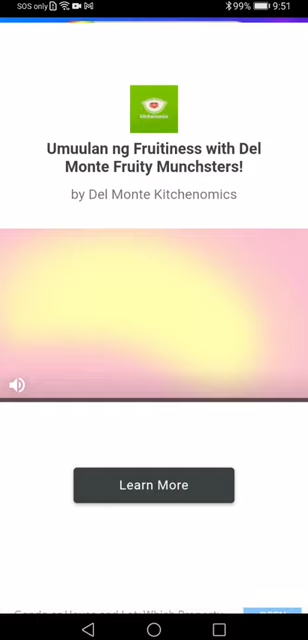 SOS only
99% 9:51
kitchenomics
Umuulan ng Fruitiness with Del
Monte Fruity Munchsters!
by Del Monte Kitchenomics
Learn More